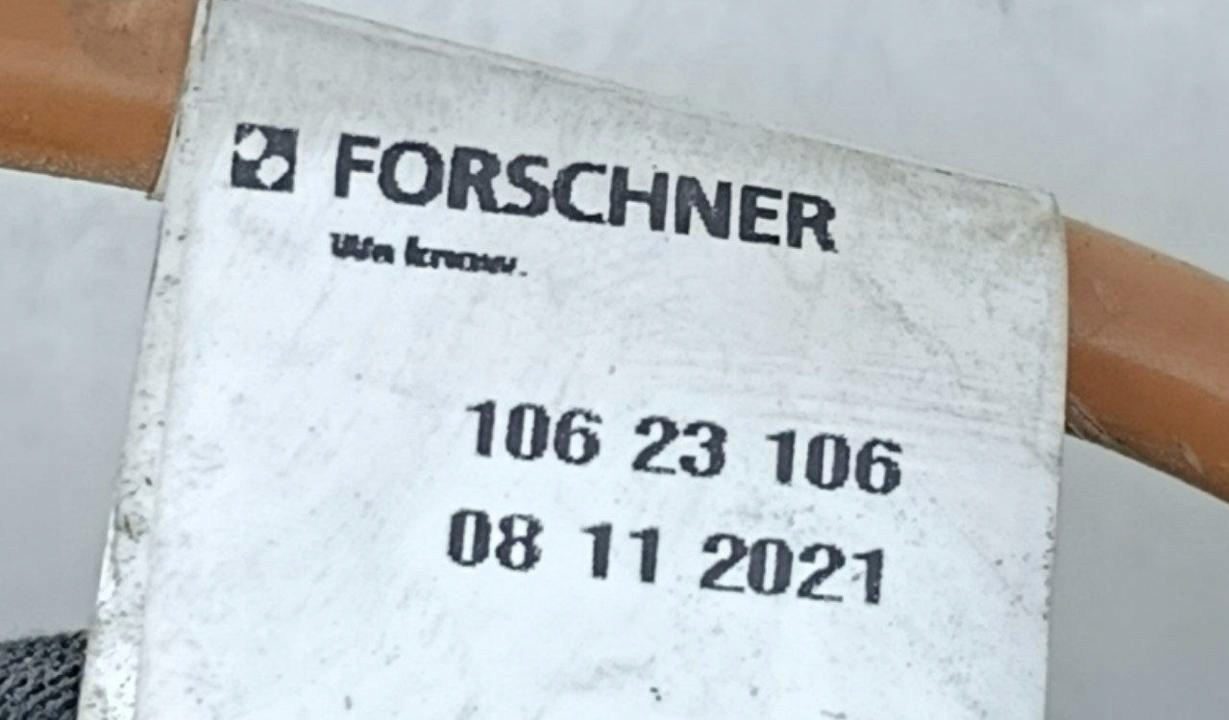 FORSCHNER
We know.
106 23 106
08 11 2021